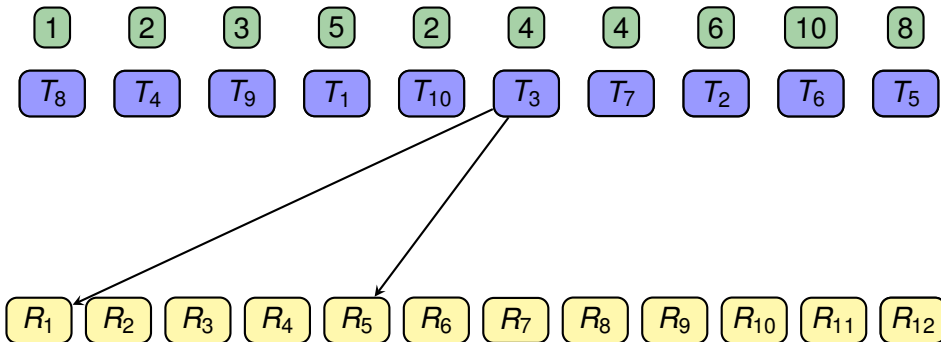 1 2 3 5 2 4 4 6 10 8
T₈ T₄ T₉ T₁ T₁₀ T₃ T₇ T₂ T₆ T₅
R₁ R₂ R₃ R₄ R₅ R₆ R₇ R₈ R₉ R₁₀ R₁₁ R₁₂